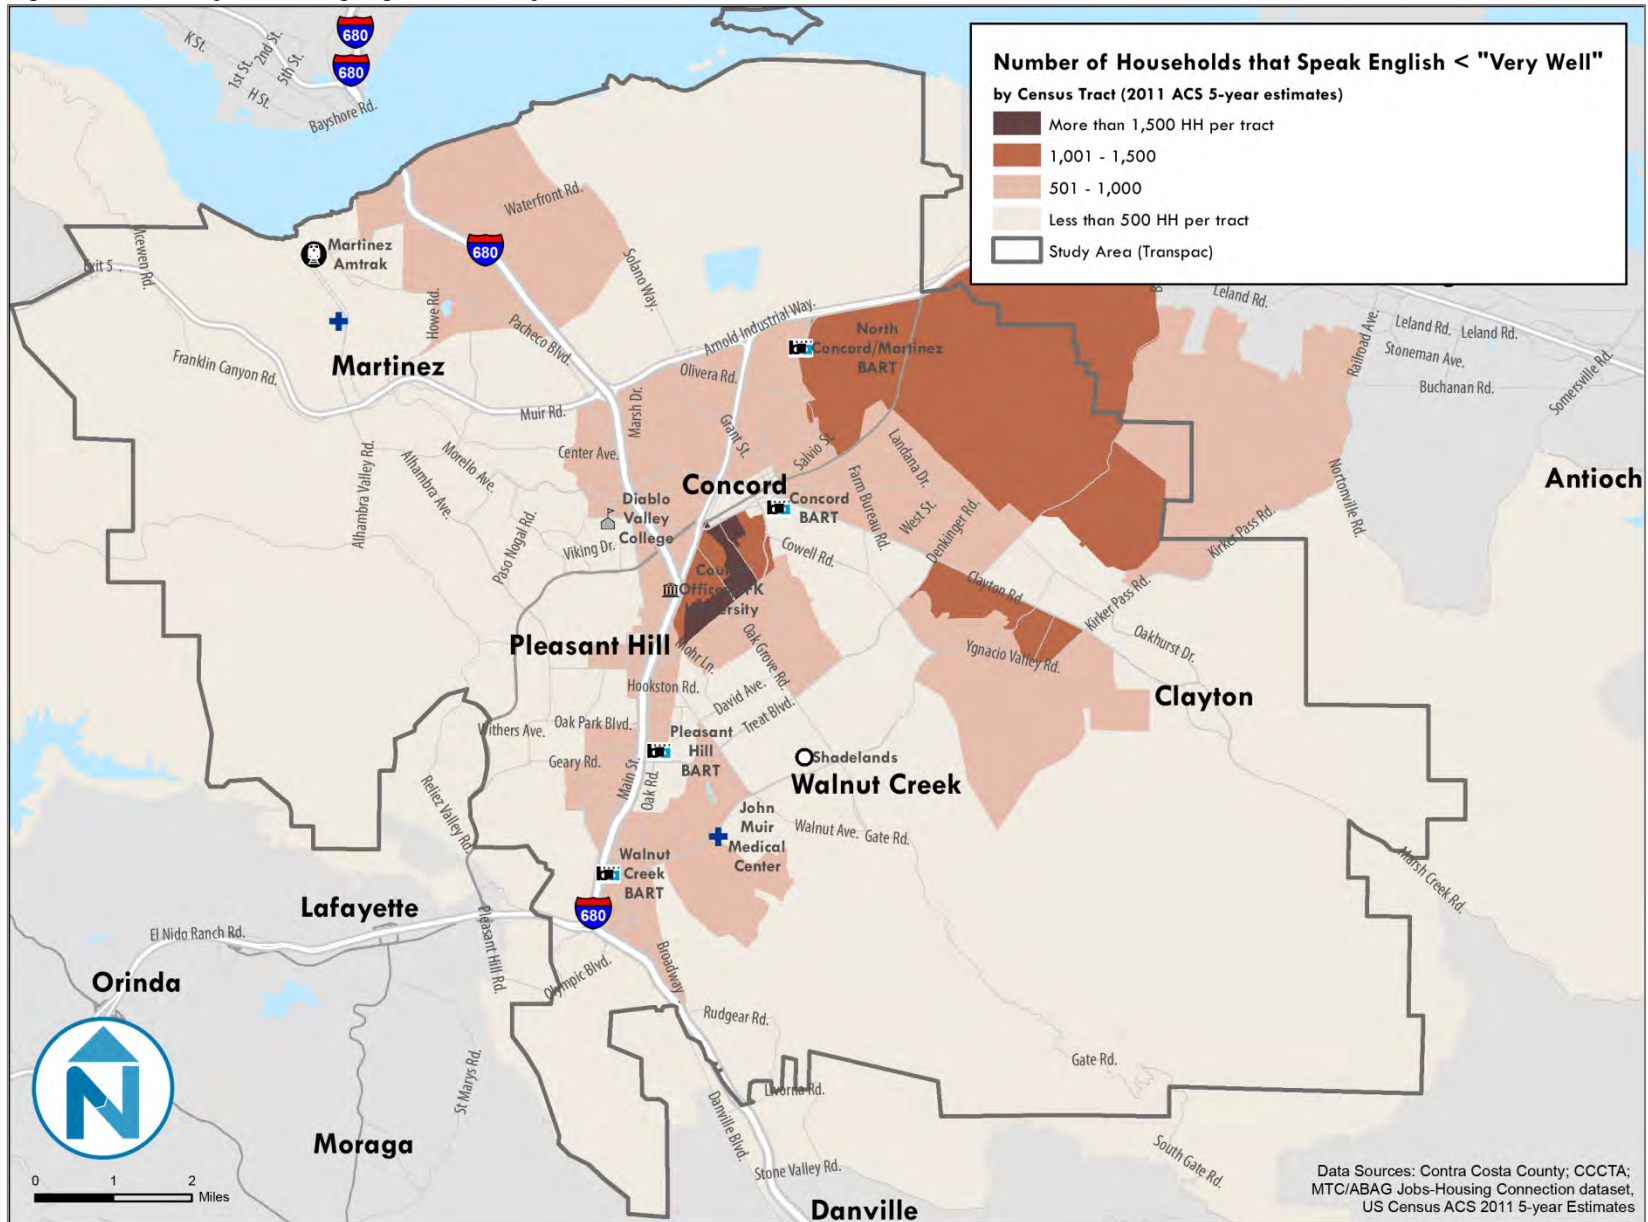 680
680
K St.
1st St.
2nd St.
5th St.
H St.
Bayshore Rd.
Number of Households that Speak English < "Very Well"
by Census Tract (2011 ACS 5-year estimates)
More than 1,500 HH per tract
1,001 - 1,500
501 - 1,000
Less than 500 HH per tract
Study Area (Transpac)
Waterfront Rd.
Mcewen Rd.
Exit 5
Martinez
Amtrak
680
Solano Way.
Howe Rd.
Pacheco Blvd.
Arnold Industrial Way.
Leland Rd.
Leland Rd.
Leland Rd.
Railroad Ave.
Stoneman Ave.
Buchanan Rd.
Somersville Rd.
North
Concord/Martinez
BART
Franklin Canyon Rd.
Martinez
Olivera Rd.
Muir Rd.
Marsh Dr.
Grant St.
Salvio St.
Landana Dr.
Center Ave.
Morello Ave.
Alhambra Ave.
Alhambra Valley Rd.
Farm Bureau Rd.
West St.
Denkinger Rd.
Nortonville Rd.
Antioch
Concord
Concord
BART
Diablo
Valley
College
Paso Nogal Rd.
Viking Dr.
Cowell Rd.
Kirker Pass Rd.
Clayton Rd.
Kirker Pass Rd.
Oakhurst Dr.
Pleasant Hill
Mohr Ln.
Oak Grove Rd.
Ygnacio Valley Rd.
Hookston Rd.
David Ave.
Treat Blvd.
Clayton
Withers Ave.
Oak Park Blvd.
Pleasant
Hill
BART
Geary Rd.
Main St.
Oak Rd.
Shadelands
Walnut Creek
Reliez Valley Rd.
John
Muir
Medical
Center
Walnut Ave.
Gate Rd.
Walnut
Creek
BART
Marsh Creek Rd.
Lafayette
680
El Nido Ranch Rd.
Pleasant Hill Rd.
Olympic Blvd.
Broadway
Orinda
Rudgear Rd.
N
Gate Rd.
St Marys Rd.
Livorna Rd.
Danville Blvd.
Moraga
Stone Valley Rd.
South Gate Rd.
Danville
0 1 2
Miles
Data Sources: Contra Costa County; CCCTA;
MTC/ABAG Jobs-Housing Connection dataset,
US Census ACS 2011 5-year Estimates